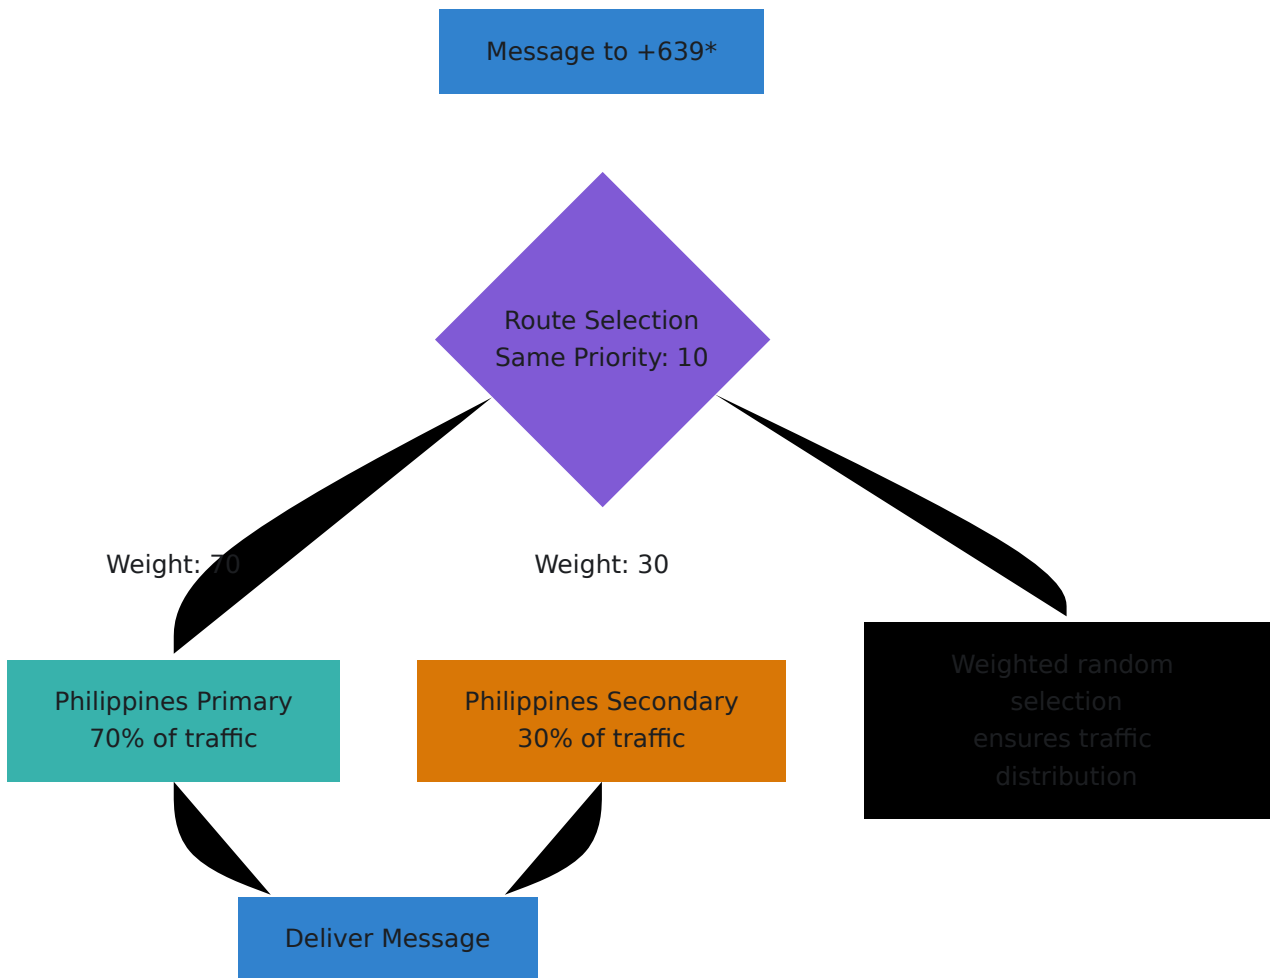 Message to +639*
Route Selection
Same Priority: 10
Weight: 70
Weight: 30
Philippines Primary
70% of traffic
Philippines Secondary
30% of traffic
Weighted random
selection
ensures traffic
distribution
Deliver Message